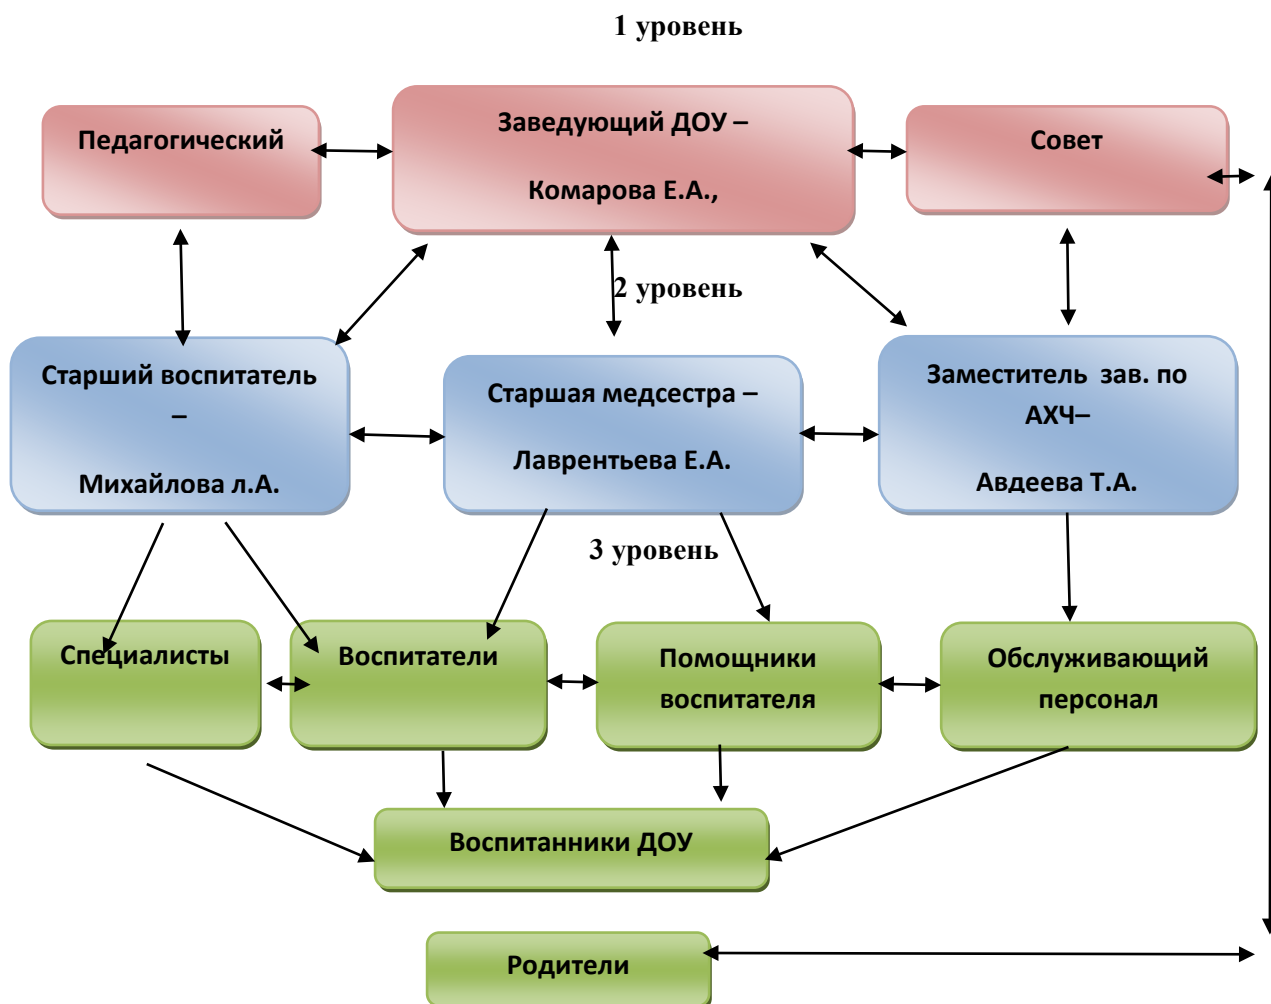 1 уровень
Педагогический
Заведующий ДОУ –
Комарова Е.А.,
Совет
2 уровень
Старший воспитатель
–
Михайлова л.А.
Старшая медсестра –
Лаврентьева Е.А.
Заместитель зав. по
АХЧ–
Авдеева Т.А.
3 уровень
Специалисты
Воспитатели
Помощники
воспитателя
Обслуживающий
персонал
Воспитанники ДОУ
Родители